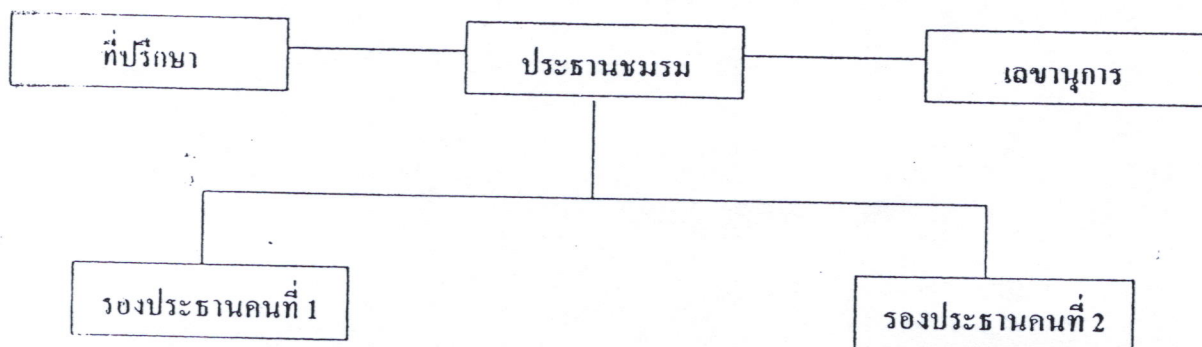 ที่ปรึกษา
ประธานชมรม
เลขานุการ
รองประธานคนที่ 1
รองประธานคนที่ 2